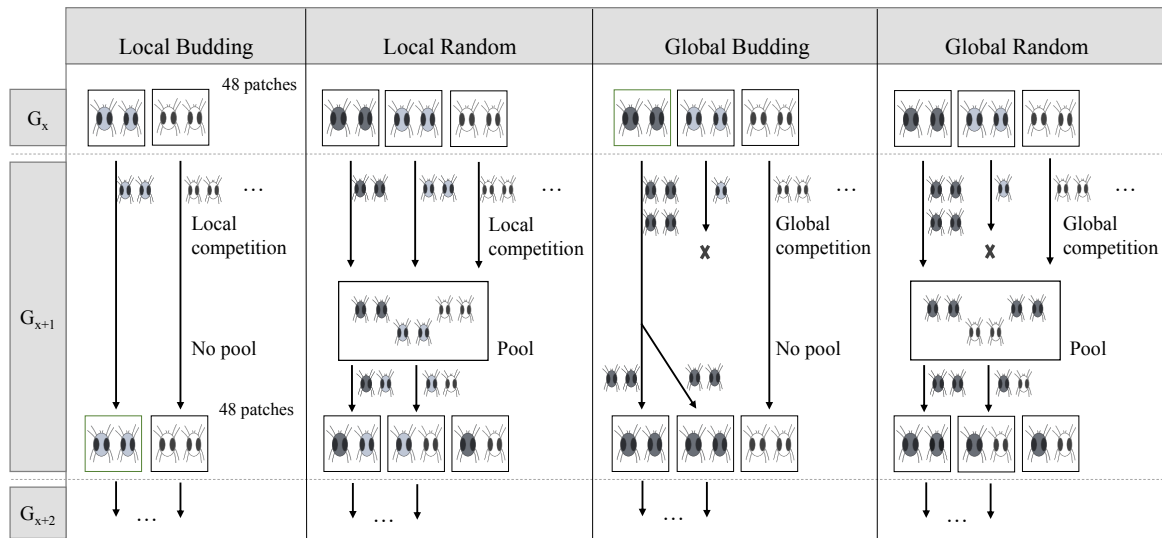 Local Budding
Local Random
Global Budding
Global Random
Gx
48 patches
Gx+1
...
Local
competition
No pool
48 patches
...
Local
competition
Pool
...
Global
competition
x
No pool
...
Global
competition
x
Pool
Gx+2
...
...
...
...